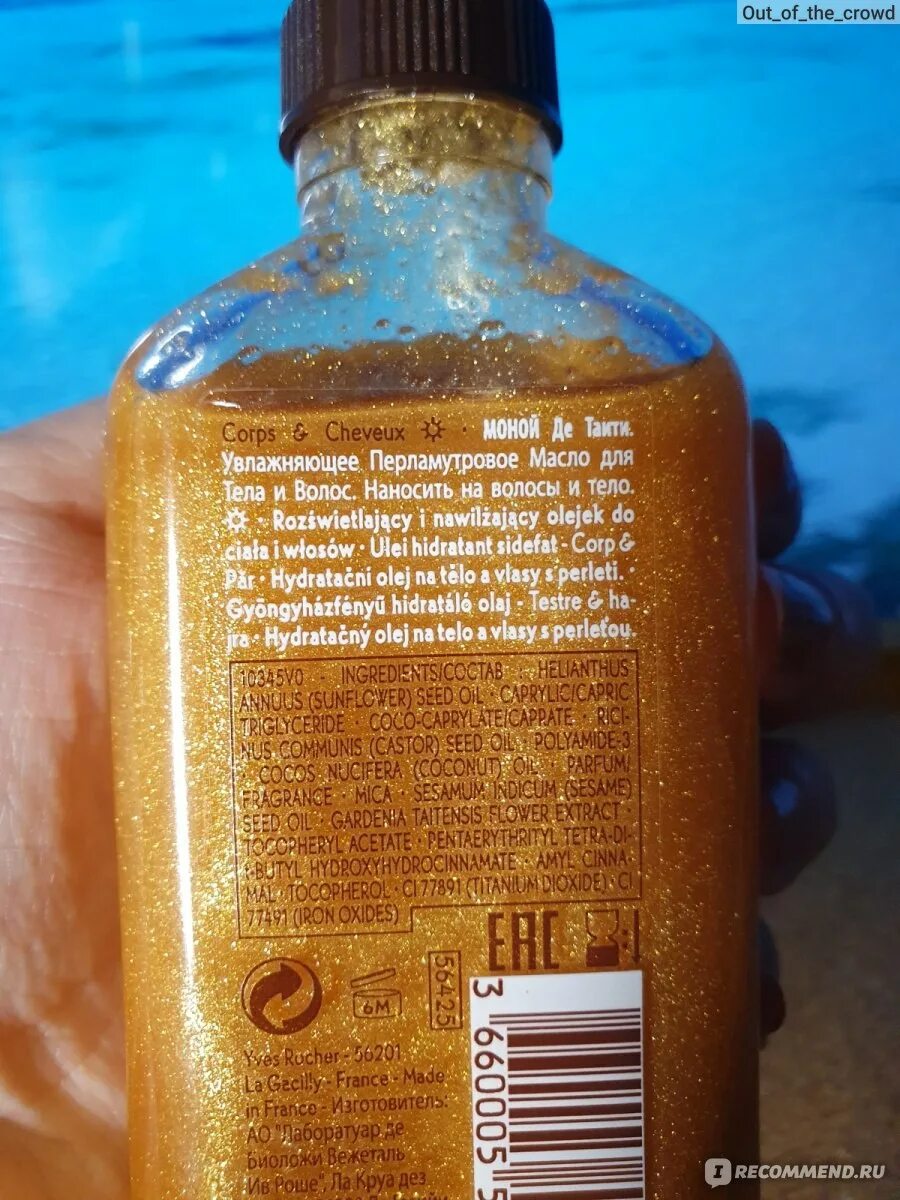 Out_of_the_crowd
Corps & Cheveux · МОНОЙ Де Таити.
Увлажняющее Перламутровое Масло для
Тела и Волос. Наносить на волосы и тело.
· Rozświetlający i nawilżający olejek do
ciała i włosów · Ulei hidratant sidefat - Corp &
Păr · Hydratační olej na tělo a vlasy s perletí. ·
Gyöngyházfényű hidratáló olaj - Testre & ha-
jra · Hydratačný olej na telo a vlasy s perleťou.
10345V0 · INGREDIENTS/СОСТАВ : HELIANTHUS
ANNUUS (SUNFLOWER) SEED OIL · CAPRYLIC/CAPRIC
TRIGLYCERIDE · COCO-CAPRYLATE/CAPRATE · RICI-
NUS COMMUNIS (CASTOR) SEED OIL · POLYAMIDE-3
· COCOS NUCIFERA (COCONUT) OIL · PARFUM/
FRAGRANCE · MICA · SESAMUM INDICUM (SESAME)
SEED OIL · GARDENIA TAITENSIS FLOWER EXTRACT ·
TOCOPHERYL ACETATE · PENTAERYTHRITYL TETRA-DI-
t-BUTYL HYDROXYHYDROCINNAMATE · AMYL CINNA-
MAL · TOCOPHEROL · CI 77891 (TITANIUM DIOXIDE) · CI
77491 (IRON OXIDES)
EAC
6M
56425
3 660005 5
Yves Rocher - 56201
La Gacilly - France - Made
in France - Изготовитель:
АО "Лаборатуар де
Биоложи Вежеталь
Ив Роше", Ла Круа дез
IRECOMMEND.RU